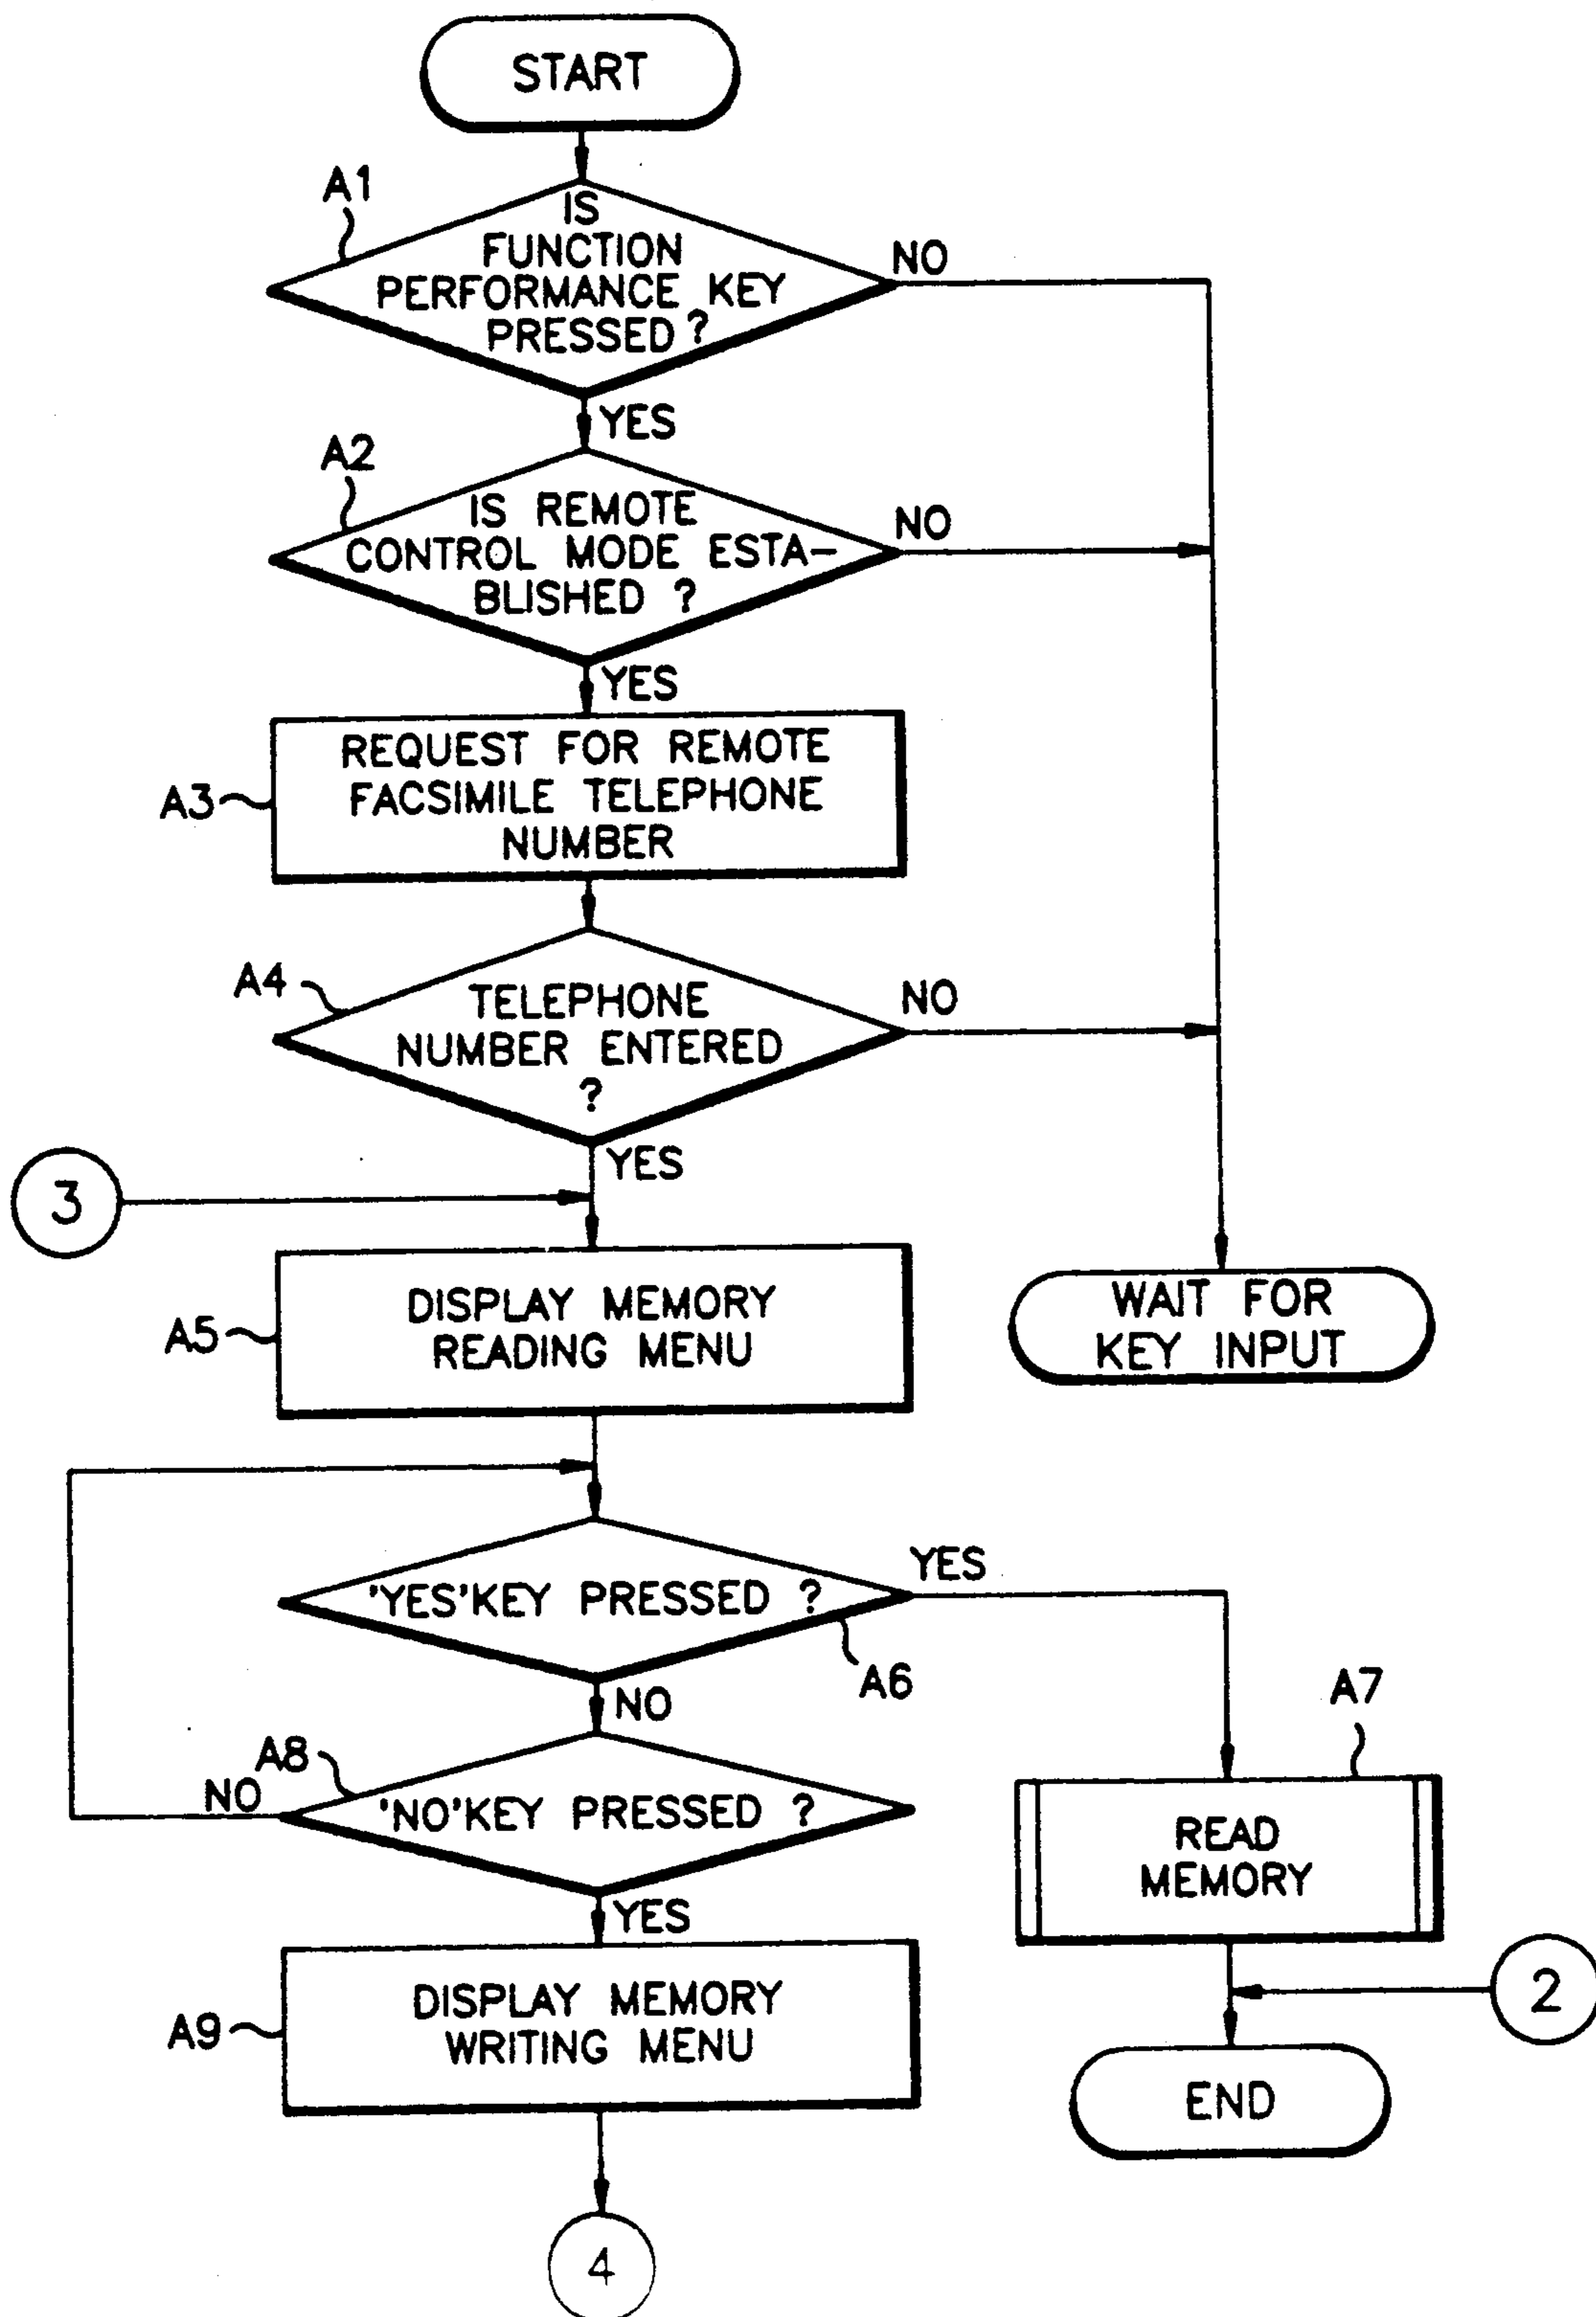 START
A1
IS
FUNCTION
PERFORMANCE KEY
PRESSED ?
NO
YES
A2
IS REMOTE
CONTROL MODE ESTA-
BLISHED ?
NO
YES
A3
REQUEST FOR REMOTE
FACSIMILE TELEPHONE
NUMBER
A4
TELEPHONE
NUMBER ENTERED
?
NO
YES
3
A5
DISPLAY MEMORY
READING MENU
WAIT FOR
KEY INPUT
'YES'KEY PRESSED ?
YES
A6
NO
A7
A8
NO
'NO'KEY PRESSED ?
READ
MEMORY
YES
A9
DISPLAY MEMORY
WRITING MENU
2
END
4